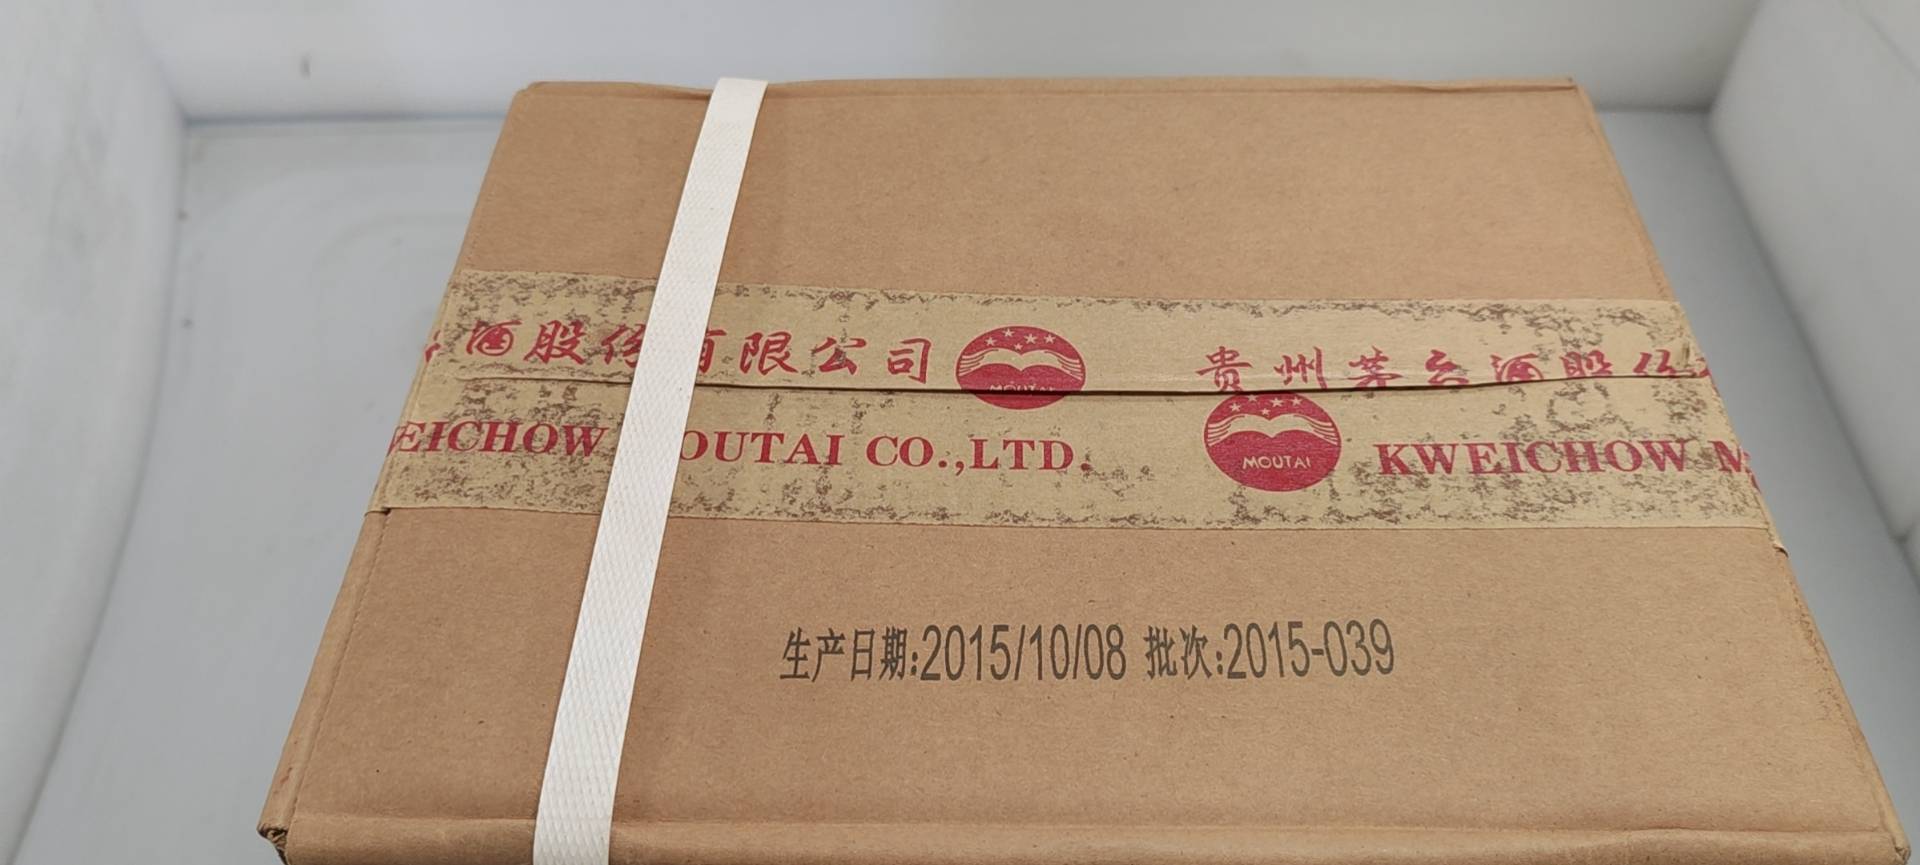 酒股份有限公司 MOUTAI 贵州茅台酒股份
EICHOW MOUTAI CO.,LTD. MOUTAI KWEICHOW M
生产日期:2015/10/08 批次:2015-039